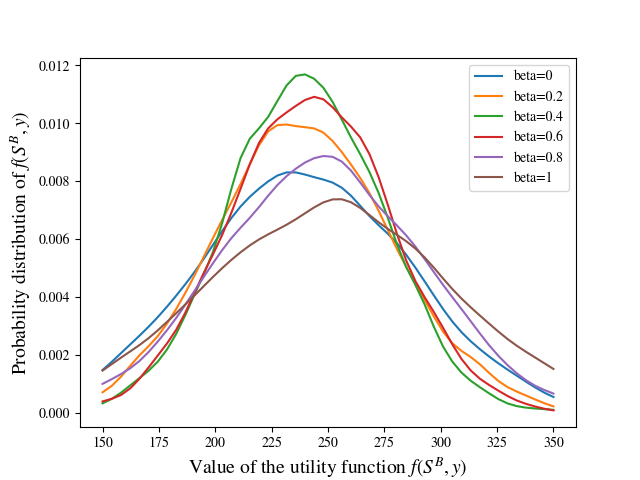 0.012
0.010
0.008
0.006
0.004
0.002
0.000
Probability distribution of f(S^B, y)
beta=0
beta=0.2
beta=0.4
beta=0.6
beta=0.8
beta=1
150 175 200 225 250 275 300 325 350
Value of the utility function f(S^B, y)